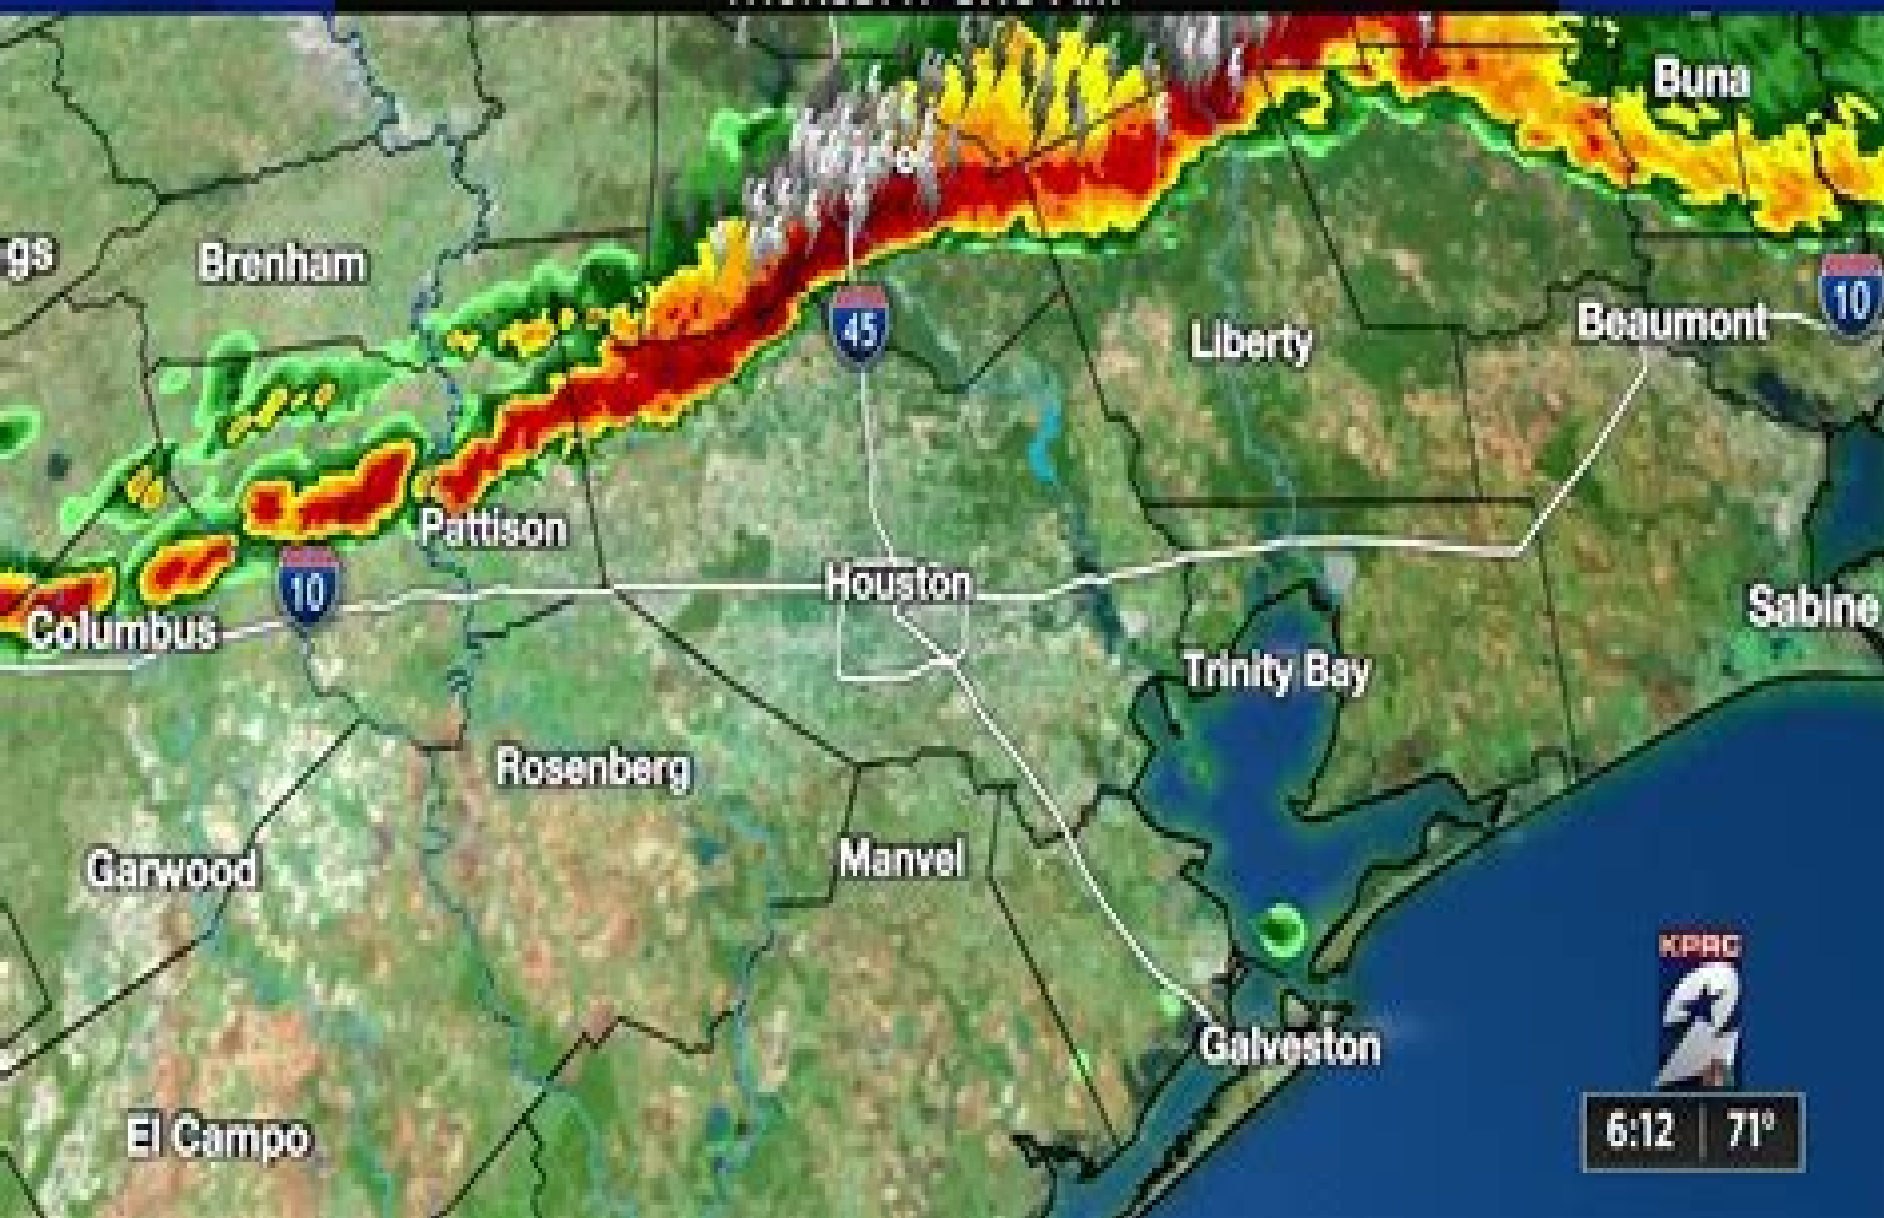 Buna
gs
Brenham
10
45
Liberty
Beaumont
Pattison
10
Houston
Columbus
Sabine
Trinity Bay
Rosenberg
Garwood
Manvel
KPRC
2
Galveston
El Campo
6:12 71°